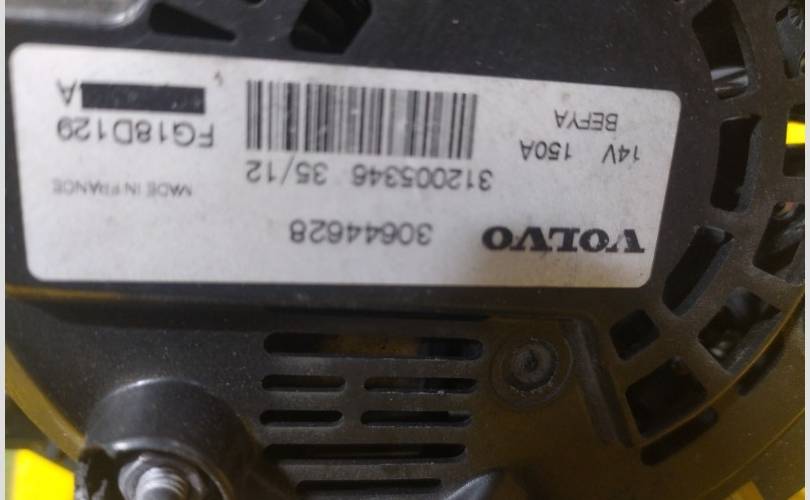 VOLVO 30644628
MADE IN FRANCE
312005346 35/12
14V 150A FG18D129
BEFYA A